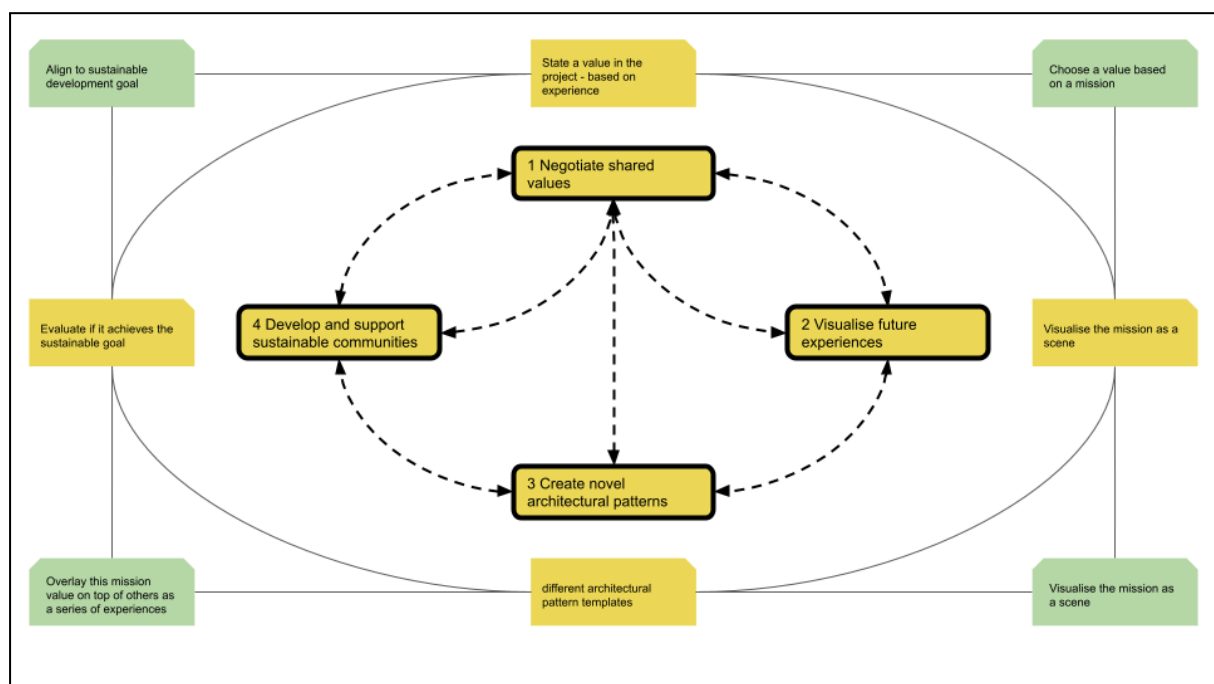 Align to sustainable
development goal
State a value in the
project - based on
experience
Choose a value based
on a mission
1 Negotiate shared
values
Evaluate if it achieves the
sustainable goal
4 Develop and support
sustainable communities
2 Visualise future
experiences
Visualise the mission as a
scene
3 Create novel
architectural patterns
Overlay this mission
value on top of others as
a series of experiences
different architectural
pattern templates
Visualise the mission as
a scene